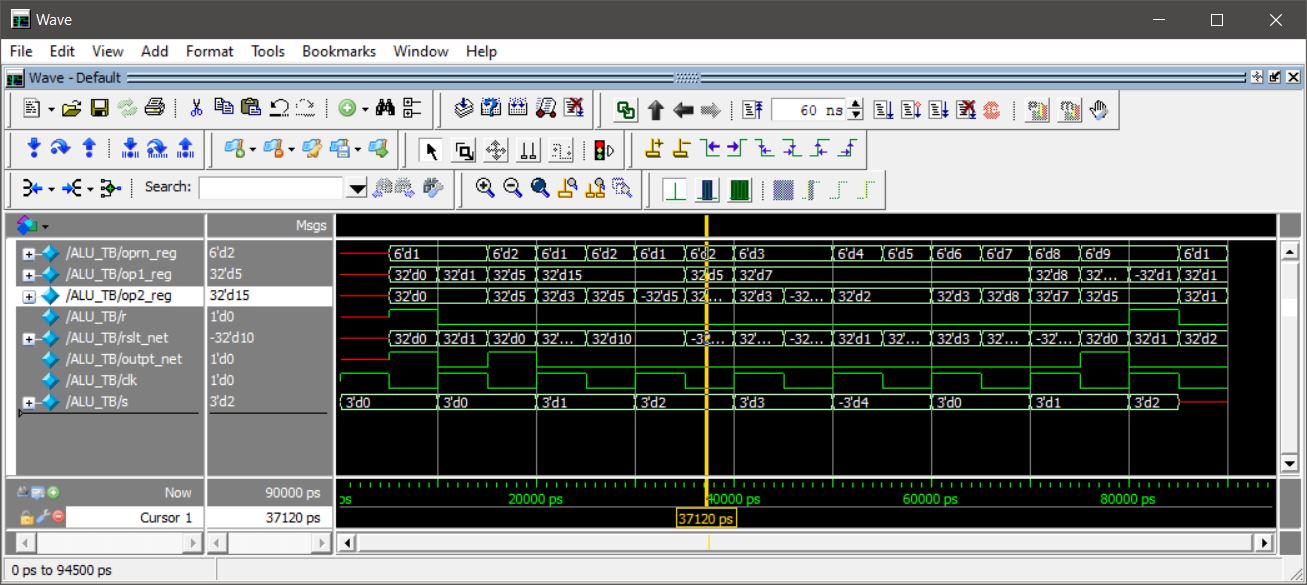 Wave
File Edit View Add Format Tools Bookmarks Window Help
Wave - Default
60 ns
Search:
Msgs
/ALU_TB/oprn_reg 6'd2 6'd1 6'd2 6'd1 6'd2 6'd1 6'd2 6'd3 6'd4 6'd5 6'd6 6'd7 6'd8 6'd9 6'd1
/ALU_TB/op1_reg 32'd5 32'd0 32'd1 32'd5 32'd15 32'd5 32'd7 32'd8 32'... -32'd1 32'd1
/ALU_TB/op2_reg 32'd15 32'd0 32'd5 32'd3 32'd5 -32'd5 32'... 32'd3 -32... 32'd2 32'd3 32'd8 32'd7 32'd5 32'd1
/ALU_TB/r 1'd0
/ALU_TB/rslt_net -32'd10 32'd0 32'd1 32'd0 32'... 32'd10 -32... 32'... -32... 32'd1 32'... 32'd3 32'... -32'... 32'd0 32'd1 32'd2
/ALU_TB/outpt_net 1'd0
/ALU_TB/clk 1'd0
/ALU_TB/s 3'd2 3'd0 3'd0 3'd1 3'd2 3'd3 -3'd4 3'd0 3'd1 3'd2
Now 90000 ps ps 20000 ps 40000 ps 60000 ps 80000 ps
Cursor 1 37120 ps 37120 ps
0 ps to 94500 ps